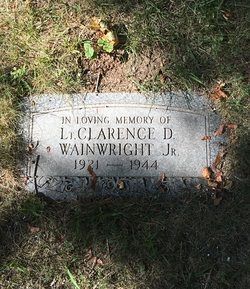 IN LOVING MEMORY OF
LT. CLARENCE D.
WAINWRIGHT JR.
1921 — 1944